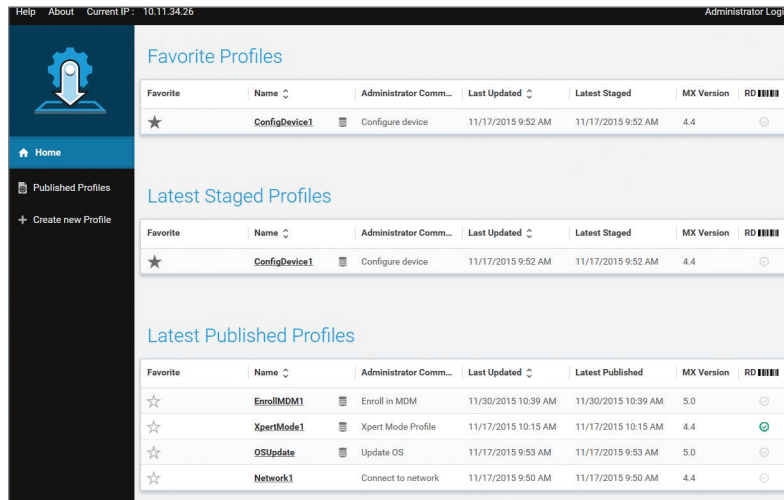 Help About Current IP : 10.11.34.26 Administrator Logi
Favorite Profiles
Favorite Name Administrator Comm... Last Updated Latest Staged MX Version RD
ConfigDevice1 Configure device 11/17/2015 9:52 AM 11/17/2015 9:52 AM 4.4
Home
Published Profiles
Create new Profile
Latest Staged Profiles
Favorite Name Administrator Comm... Last Updated Latest Staged MX Version RD
ConfigDevice1 Configure device 11/17/2015 9:52 AM 11/17/2015 9:52 AM 4.4
Latest Published Profiles
Favorite Name Administrator Comm... Last Updated Latest Published MX Version RD
EnrollMDM1 Enroll in MDM 11/30/2015 10:39 AM 11/30/2015 10:39 AM 5.0
XpertMode1 Xpert Mode Profile 11/17/2015 10:15 AM 11/17/2015 10:15 AM 4.4
OSUpdate Update OS 11/17/2015 9:53 AM 11/17/2015 9:53 AM 5.0
Network1 Connect to network 11/17/2015 9:50 AM 11/17/2015 9:50 AM 4.4